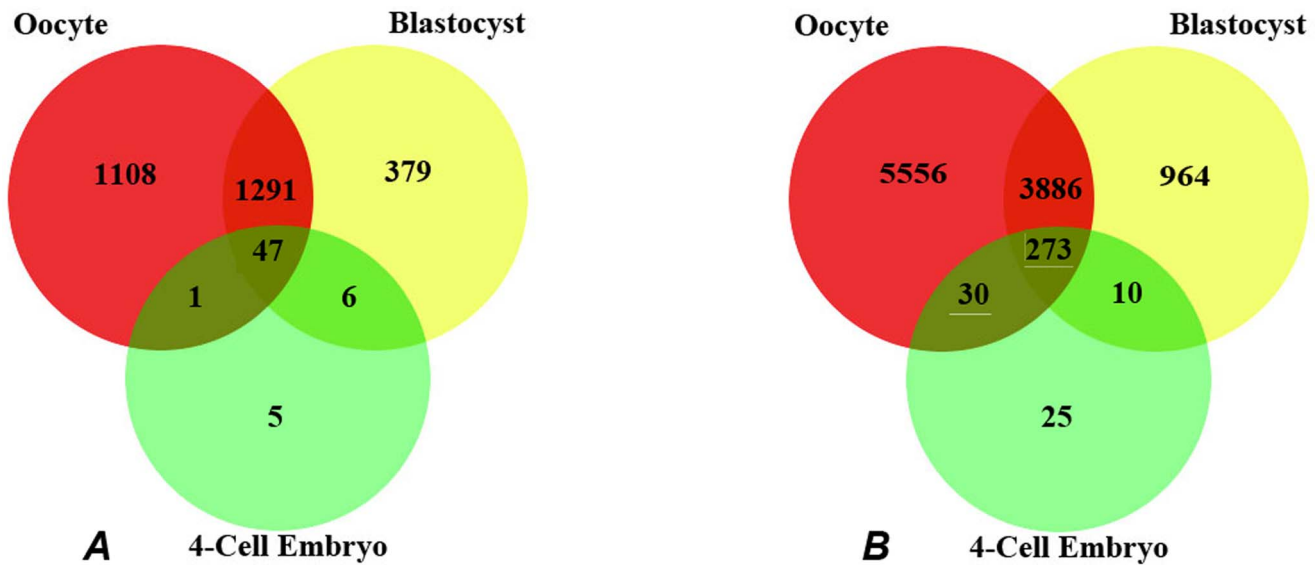 Oocyte
Blastocyst
1108
1291
379
47
1
6
5
A
4-Cell Embryo
Oocyte
Blastocyst
5556
3886
964
273
30
10
25
B
4-Cell Embryo